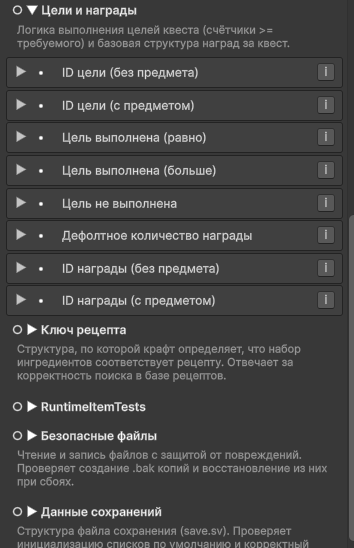 Цели и награды
Логика выполнения целей квеста (счётчики >=
требуемого) и базовая структура наград за квест.
ID цели (без предмета)
ID цели (с предметом)
Цель выполнена (равно)
Цель выполнена (больше)
Цель не выполнена
Дефолтное количество награды
ID награды (без предмета)
ID награды (с предметом)
Ключ рецепта
Структура, по которой крафт определяет, что набор
ингредиентов соответствует рецепту. Отвечает за
корректность поиска в базе рецептов.
RuntimeItemTests
Безопасные файлы
Чтение и запись файлов с защитой от повреждений.
Проверяет создание .bak копий и восстановление из них
при сбоях.
Данные сохранений
Структура файла сохранения (save.sv). Проверяет
инициализацию списков по умолчанию и корректный